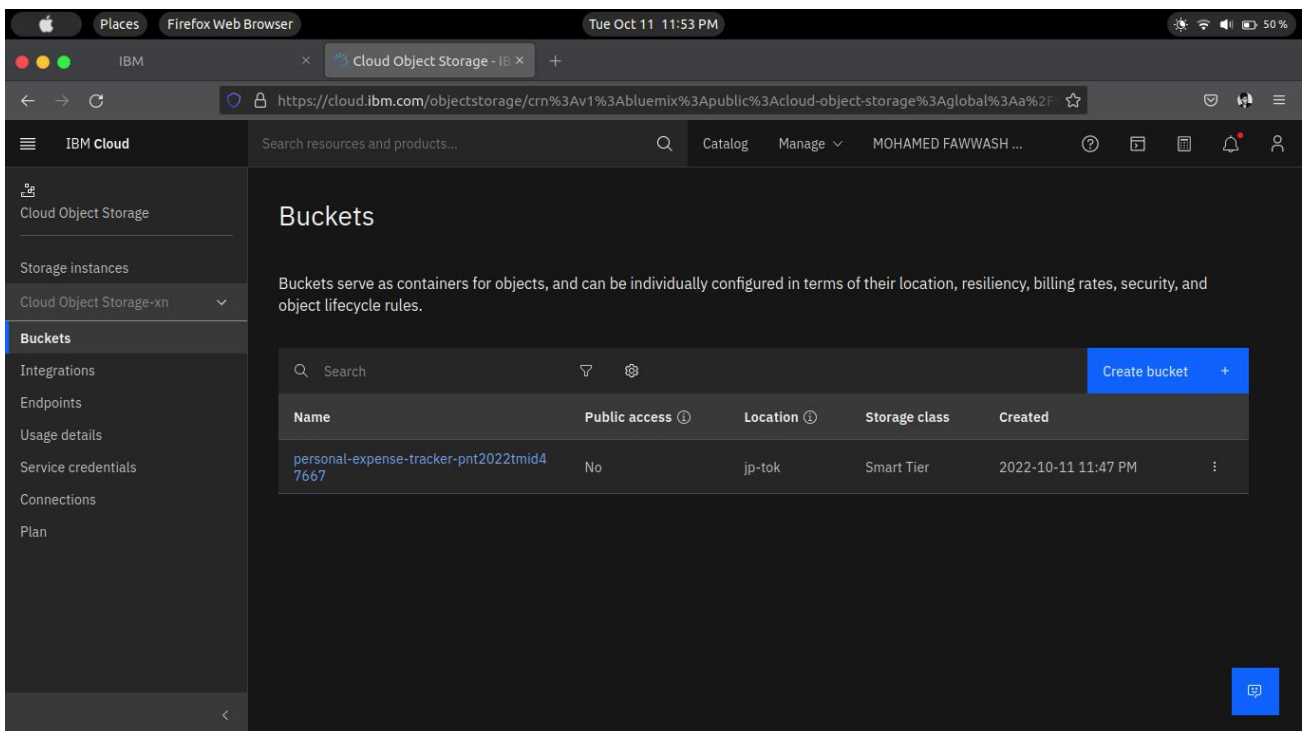 Places Firefox Web Browser Tue Oct 11 11:53 PM 50 %
IBM Cloud Object Storage - IB
https://cloud.ibm.com/objectstorage/crn%3Av1%3Abluemix%3Apublic%3Acloud-object-storage%3Aglobal%3Aa%2F
IBM Cloud Search resources and products... Catalog Manage MOHAMED FAWWASH ...
Cloud Object Storage
Storage instances
Cloud Object Storage-xn
Buckets
Integrations
Endpoints
Usage details
Service credentials
Connections
Plan
Buckets
Buckets serve as containers for objects, and can be individually configured in terms of their location, resiliency, billing rates, security, and
object lifecycle rules.
Search Create bucket +
Name Public access Location Storage class Created
personal-expense-tracker-pnt2022tmid4
7667 No jp-tok Smart Tier 2022-10-11 11:47 PM